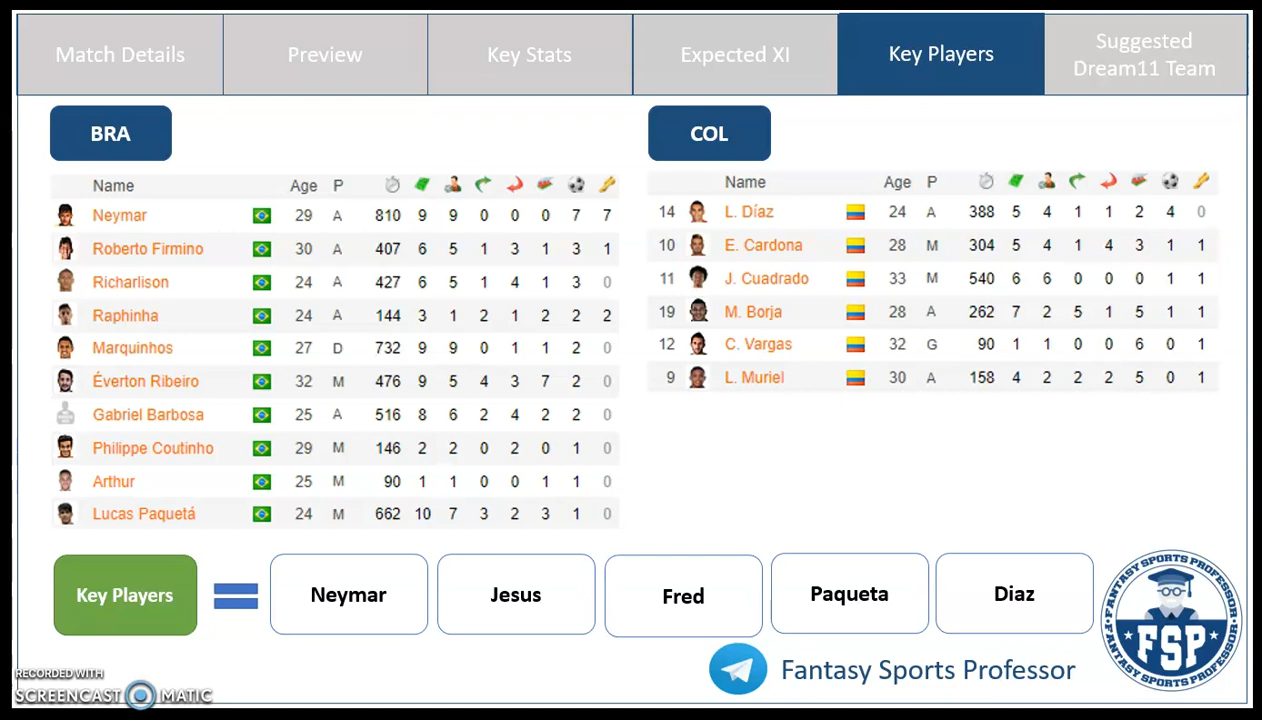 Match Details
Preview
Key Stats
Expected XI
Key Players
Suggested
Dream11 Team
BRA
Name Age P
Neymar 29 A 810 9 9 0 0 0 7 7
Roberto Firmino 30 A 407 6 5 1 3 1 3 1
Richarlison 24 A 427 6 5 1 4 1 3 0
Raphinha 24 A 144 3 1 2 1 2 2 2
Marquinhos 27 D 732 9 9 0 1 1 2 0
Éverton Ribeiro 32 M 476 9 5 4 3 7 2 0
Gabriel Barbosa 25 A 516 8 6 2 4 2 2 0
Philippe Coutinho 29 M 146 2 2 0 2 0 1 0
Arthur 25 M 90 1 1 0 0 1 1 0
Lucas Paquetá 24 M 662 10 7 3 2 3 1 0
COL
Name Age P
14 L. Díaz 24 A 388 5 4 1 1 2 4 0
10 E. Cardona 28 M 304 5 4 1 4 3 1 1
11 J. Cuadrado 33 M 540 6 6 0 0 0 1 1
19 M. Borja 28 A 262 7 2 5 1 5 1 1
12 C. Vargas 32 G 90 1 1 0 0 6 0 1
9 L. Muriel 30 A 158 4 2 2 2 5 0 1
Key Players
Neymar
Jesus
Fred
Paqueta
Diaz
FANTASY SPORTS PROFESSOR
FSP
FANTASY SPORTS PROFESSOR
Fantasy Sports Professor
RECORDED WITH
SCREENCAST MATIC